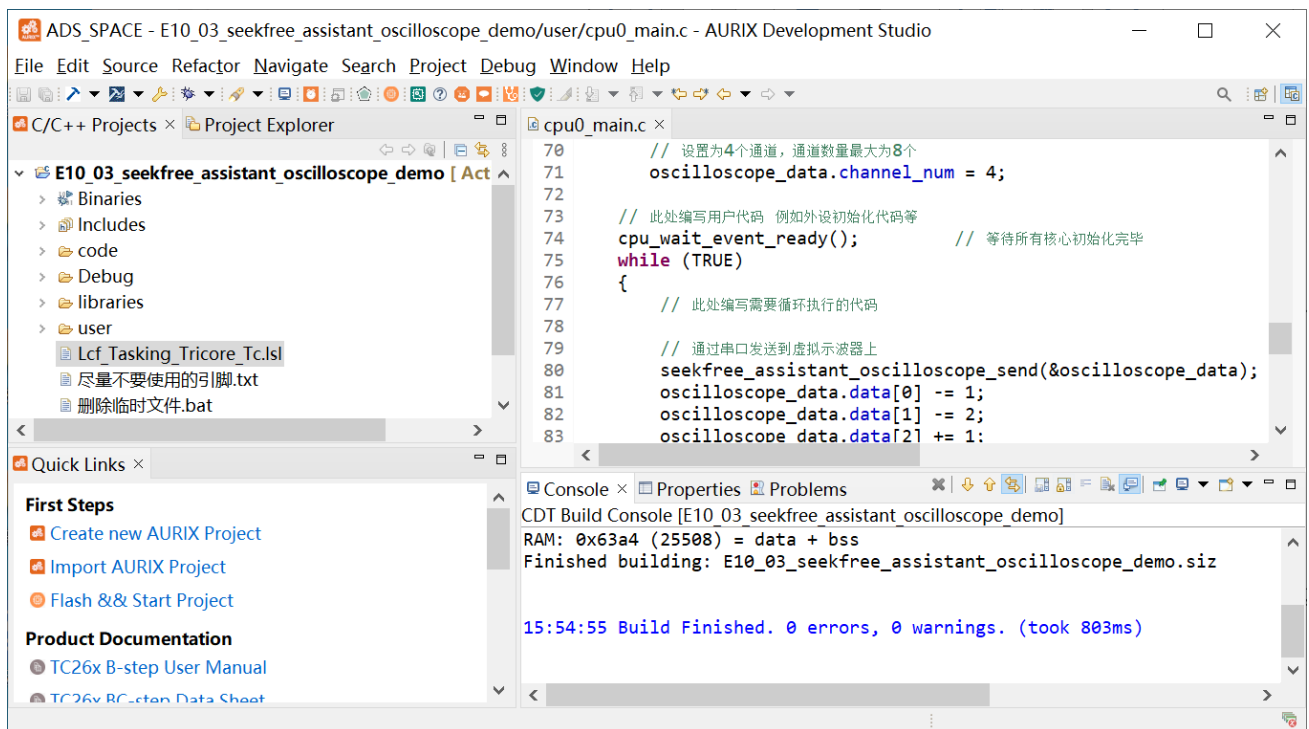 ADS_SPACE - E10_03_seekfree_assistant_oscilloscope_demo/user/cpu0_main.c - AURIX Development Studio
File Edit Source Refactor Navigate Search Project Debug Window Help
C/C++ Projects
Project Explorer
E10_03_seekfree_assistant_oscilloscope_demo [ Act
Binaries
Includes
code
Debug
libraries
user
Lcf_Tasking_Tricore_Tc.lsl
尽量不要使用的引脚.txt
删除临时文件.bat
cpu0_main.c
70 // 设置为4个通道，通道数量最大为8个
71 oscilloscope_data.channel_num = 4;
72
73 // 此处编写用户代码 例如外设初始化代码等
74 cpu_wait_event_ready(); // 等待所有核心初始化完毕
75 while (TRUE)
76 {
77 // 此处编写需要循环执行的代码
78
79 // 通过串口发送到虚拟示波器上
80 seekfree_assistant_oscilloscope_send(&oscilloscope_data);
81 oscilloscope_data.data[0] -= 1;
82 oscilloscope_data.data[1] -= 2;
83 oscilloscope_data.data[2] += 1;
Quick Links
First Steps
Create new AURIX Project
Import AURIX Project
Flash && Start Project
Product Documentation
TC26x B-step User Manual
TC26x BC-step Data Sheet
Console
Properties
Problems
CDT Build Console [E10_03_seekfree_assistant_oscilloscope_demo]
RAM: 0x63a4 (25508) = data + bss
Finished building: E10_03_seekfree_assistant_oscilloscope_demo.siz
15:54:55 Build Finished. 0 errors, 0 warnings. (took 803ms)